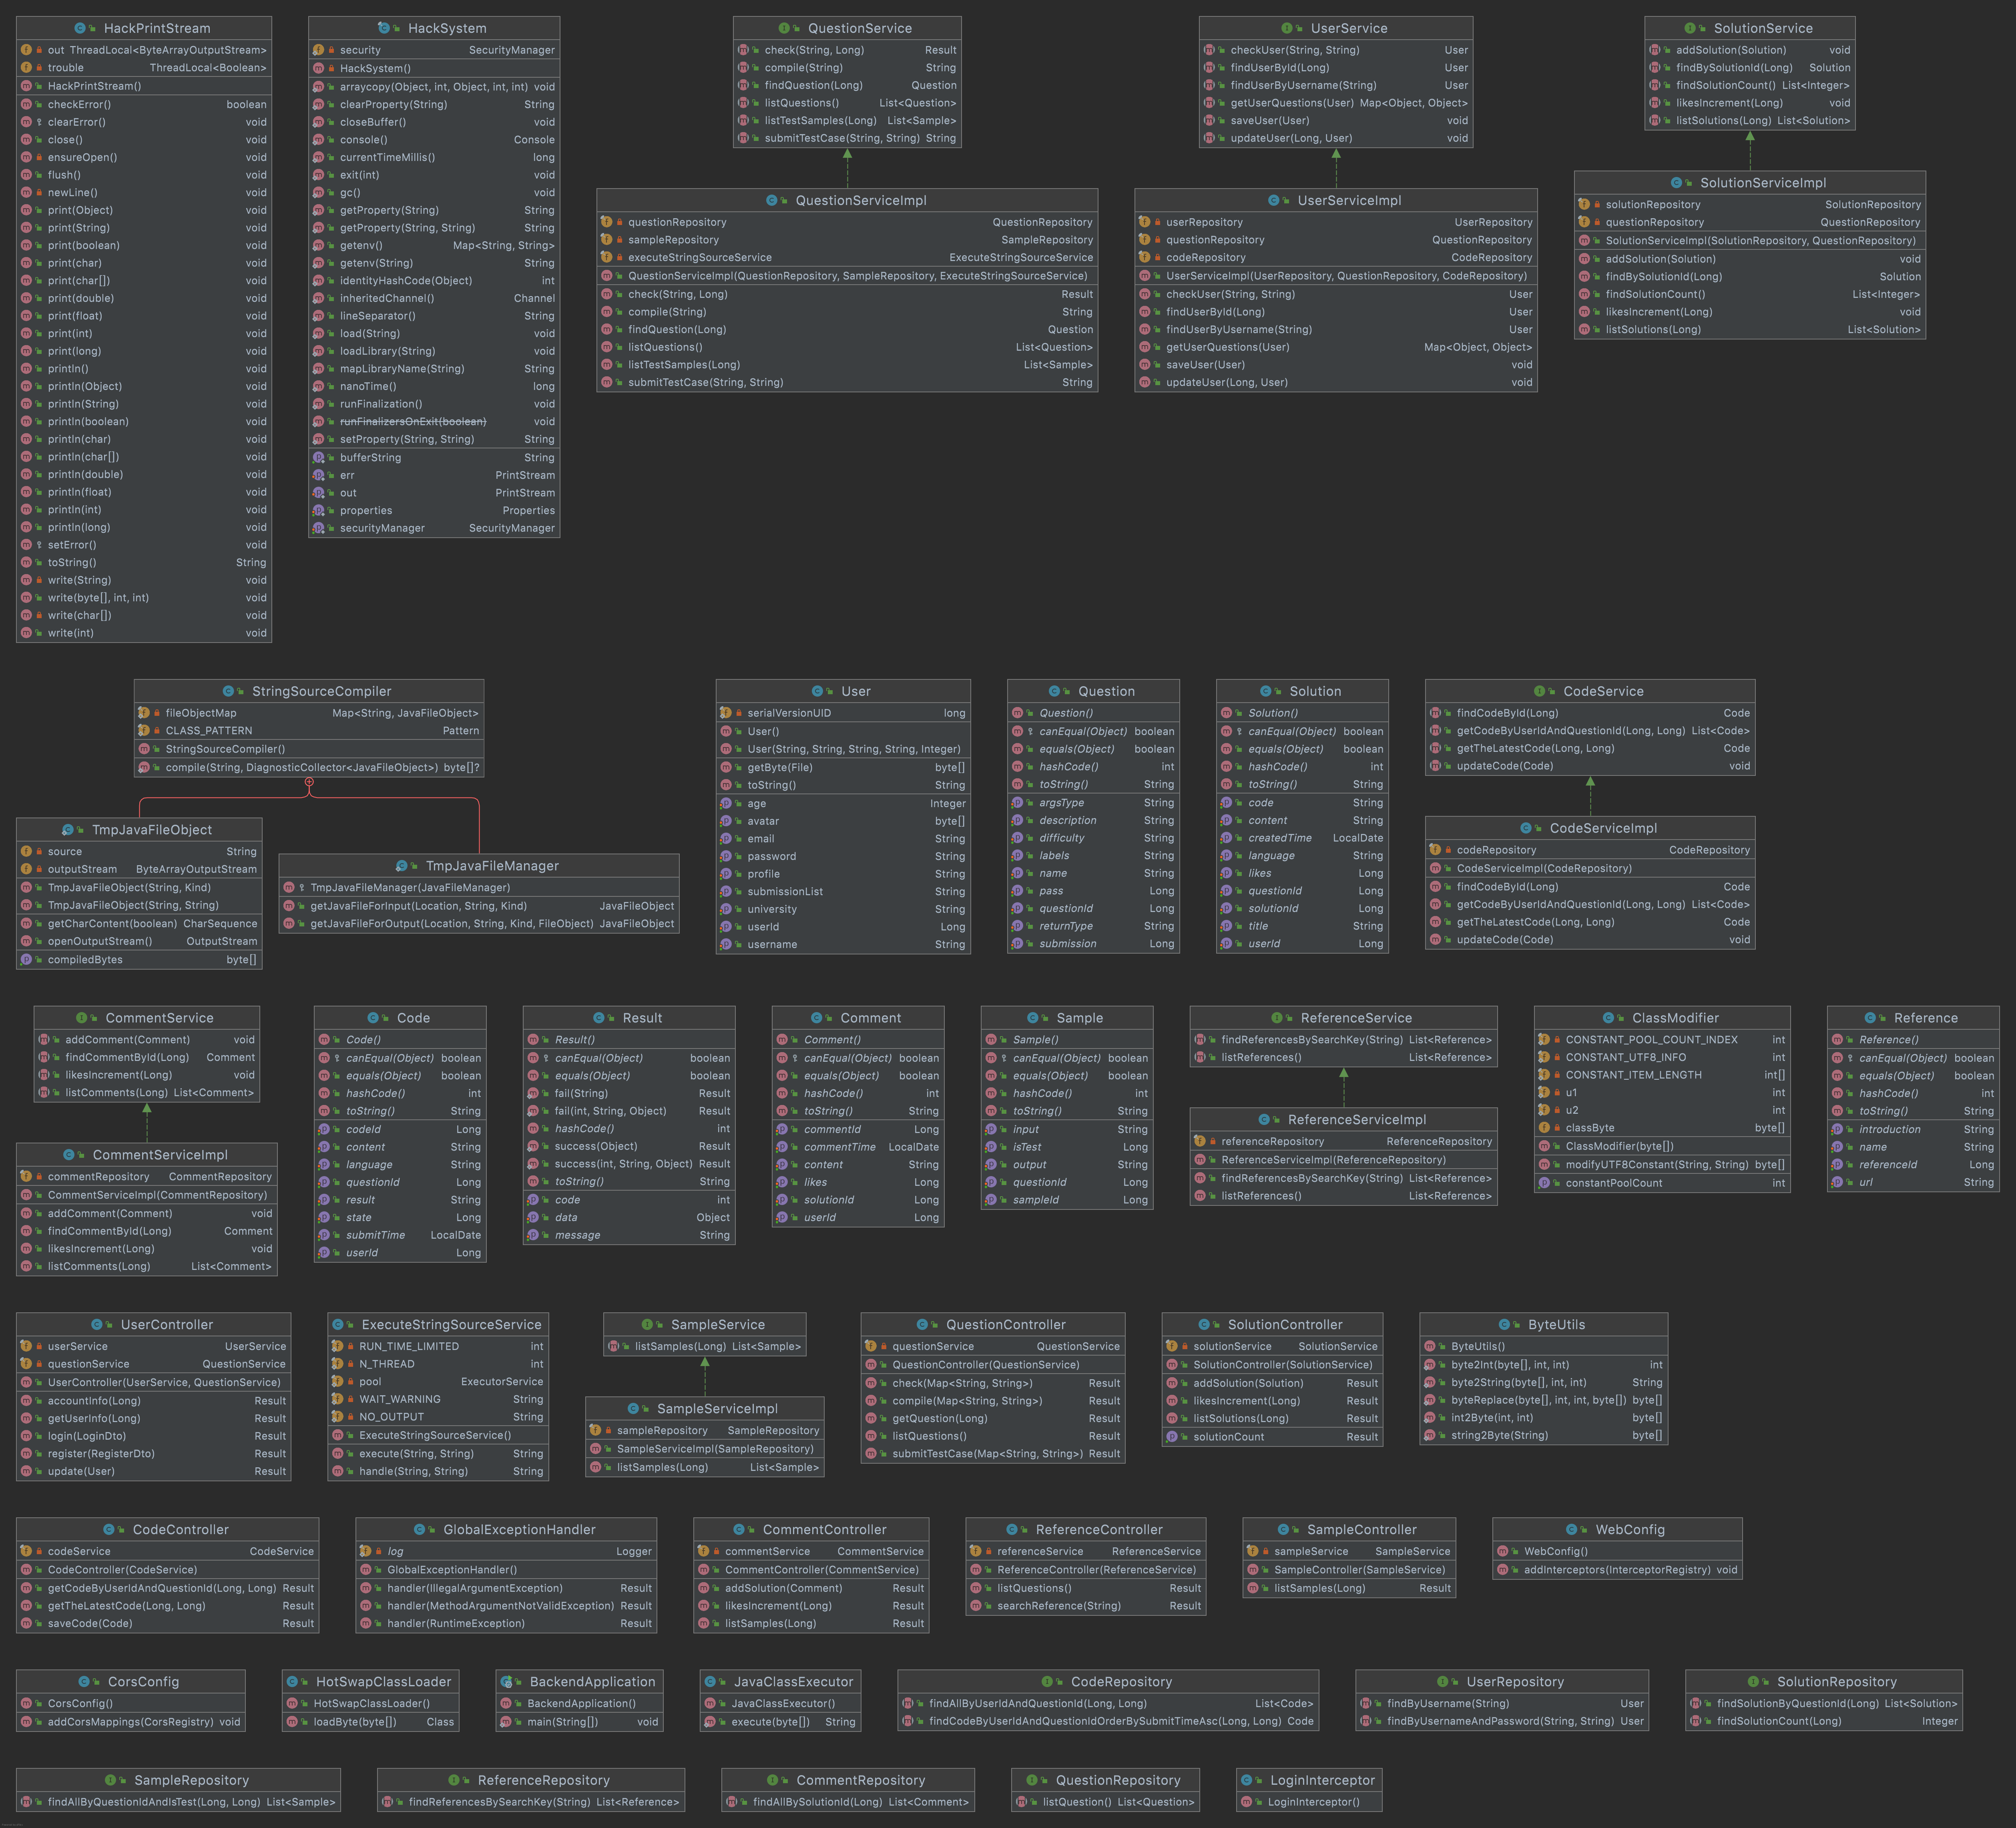 HackPrintStream
out ThreadLocal<ByteArrayOutputStream>
trouble ThreadLocal<Boolean>
HackPrintStream()
checkError() boolean
clearError() void
close() void
ensureOpen() void
flush() void
newLine() void
print(Object) void
print(String) void
print(boolean) void
print(char) void
print(char[]) void
print(double) void
print(float) void
print(int) void
print(long) void
println() void
println(Object) void
println(String) void
println(boolean) void
println(char) void
println(char[]) void
println(double) void
println(float) void
println(int) void
println(long) void
setError() void
toString() String
write(String) void
write(byte[], int, int) void
write(char[]) void
write(int) void
HackSystem
security SecurityManager
HackSystem()
arraycopy(Object, int, Object, int, int) void
clearProperty(String) String
closeBuffer() void
console() Console
currentTimeMillis() long
exit(int) void
gc() void
getProperty(String) String
getProperty(String, String) String
getenv() Map<String, String>
getenv(String) String
identityHashCode(Object) int
inheritedChannel() Channel
lineSeparator() String
load(String) void
loadLibrary(String) void
mapLibraryName(String) String
nanoTime() long
runFinalization() void
runFinalizersOnExit(boolean) void
setProperty(String, String) String
bufferString String
err PrintStream
out PrintStream
properties Properties
securityManager SecurityManager
QuestionService
check(String, Long) Result
compile(String) String
findQuestion(Long) Question
listQuestions() List<Question>
listTestSamples(Long) List<Sample>
submitTestCase(String, String) String
QuestionServiceImpl
questionRepository QuestionRepository
sampleRepository SampleRepository
executeStringSourceService ExecuteStringSourceService
QuestionServiceImpl(QuestionRepository, SampleRepository, ExecuteStringSourceService)
check(String, Long) Result
compile(String) String
findQuestion(Long) Question
listQuestions() List<Question>
listTestSamples(Long) List<Sample>
submitTestCase(String, String) String
UserService
checkUser(String, String) User
findUserById(Long) User
findUserByUsername(String) User
getUserQuestions(User) Map<Object, Object>
saveUser(User) void
updateUser(Long, User) void
UserServiceImpl
userRepository UserRepository
questionRepository QuestionRepository
codeRepository CodeRepository
UserServiceImpl(UserRepository, QuestionRepository, CodeRepository)
checkUser(String, String) User
findUserById(Long) User
findUserByUsername(String) User
getUserQuestions(User) Map<Object, Object>
saveUser(User) void
updateUser(Long, User) void
SolutionService
addSolution(Solution) void
findBySolutionId(Long) Solution
findSolutionCount() List<Integer>
likesIncrement(Long) void
listSolutions(Long) List<Solution>
SolutionServiceImpl
solutionRepository SolutionRepository
questionRepository QuestionRepository
SolutionServiceImpl(SolutionRepository, QuestionRepository)
addSolution(Solution) void
findBySolutionId(Long) Solution
findSolutionCount() List<Integer>
likesIncrement(Long) void
listSolutions(Long) List<Solution>
StringSourceCompiler
fileObjectMap Map<String, JavaFileObject>
CLASS_PATTERN Pattern
StringSourceCompiler()
compile(String, DiagnosticCollector<JavaFileObject>) byte[]?
TmpJavaFileObject
source String
outputStream ByteArrayOutputStream
TmpJavaFileObject(String, Kind)
TmpJavaFileObject(String, String)
getCharContent(boolean) CharSequence
openOutputStream() OutputStream
compiledBytes byte[]
TmpJavaFileManager
TmpJavaFileManager(JavaFileManager)
getJavaFileForInput(Location, String, Kind) JavaFileObject
getJavaFileForOutput(Location, String, Kind, FileObject) JavaFileObject
User
serialVersionUID long
User()
User(String, String, String, String, Integer)
getByte(File) byte[]
toString() String
age Integer
avatar byte[]
email String
password String
profile String
submissionList String
university String
userId Long
username String
Question
Question()
canEqual(Object) boolean
equals(Object) boolean
hashCode() int
toString() String
argsType String
description String
difficulty String
labels String
name String
pass Long
questionId Long
returnType String
submission Long
Solution
Solution()
canEqual(Object) boolean
equals(Object) boolean
hashCode() int
toString() String
code String
content String
createdTime LocalDate
language String
likes Long
questionId Long
solutionId Long
title String
userId Long
CodeService
findCodeById(Long) Code
getCodeByUserIdAndQuestionId(Long, Long) List<Code>
getTheLatestCode(Long, Long) Code
updateCode(Code) void
CodeServiceImpl
codeRepository CodeRepository
CodeServiceImpl(CodeRepository)
findCodeById(Long) Code
getCodeByUserIdAndQuestionId(Long, Long) List<Code>
getTheLatestCode(Long, Long) Code
updateCode(Code) void
CommentService
addComment(Comment) void
findCommentById(Long) Comment
likesIncrement(Long) void
listComments(Long) List<Comment>
CommentServiceImpl
commentRepository CommentRepository
CommentServiceImpl(CommentRepository)
addComment(Comment) void
findCommentById(Long) Comment
likesIncrement(Long) void
listComments(Long) List<Comment>
Code
Code()
canEqual(Object) boolean
equals(Object) boolean
hashCode() int
toString() String
codeId Long
content String
language String
questionId Long
result String
state Long
submitTime LocalDate
userId Long
Result
Result()
canEqual(Object) boolean
equals(Object) boolean
fail(String) Result
fail(int, String, Object) Result
hashCode() int
success(Object) Result
success(int, String, Object) Result
toString() String
code int
data Object
message String
Comment
Comment()
canEqual(Object) boolean
equals(Object) boolean
hashCode() int
toString() String
commentId Long
commentTime LocalDate
content String
likes Long
solutionId Long
userId Long
Sample
Sample()
canEqual(Object) boolean
equals(Object) boolean
hashCode() int
toString() String
input String
isTest Long
output String
questionId Long
sampleId Long
ReferenceService
findReferencesBySearchKey(String) List<Reference>
listReferences() List<Reference>
ReferenceServiceImpl
referenceRepository ReferenceRepository
ReferenceServiceImpl(ReferenceRepository)
findReferencesBySearchKey(String) List<Reference>
listReferences() List<Reference>
ClassModifier
CONSTANT_POOL_COUNT_INDEX int
CONSTANT_UTF8_INFO int
CONSTANT_ITEM_LENGTH int[]
u1 int
u2 int
classByte byte[]
ClassModifier(byte[])
modifyUTF8Constant(String, String) byte[]
constantPoolCount int
Reference
Reference()
canEqual(Object) boolean
equals(Object) boolean
hashCode() int
toString() String
introduction String
name String
referenceId Long
url String
UserController
userService UserService
questionService QuestionService
UserController(UserService, QuestionService)
accountInfo(Long) Result
getUserInfo(Long) Result
login(LoginDto) Result
register(RegisterDto) Result
update(User) Result
ExecuteStringSourceService
RUN_TIME_LIMITED int
N_THREAD int
pool ExecutorService
WAIT_WARNING String
NO_OUTPUT String
ExecuteStringSourceService()
execute(String, String) String
handle(String, String) String
SampleService
listSamples(Long) List<Sample>
SampleServiceImpl
sampleRepository SampleRepository
SampleServiceImpl(SampleRepository)
listSamples(Long) List<Sample>
QuestionController
questionService QuestionService
QuestionController(QuestionService)
check(Map<String, String>) Result
compile(Map<String, String>) Result
getQuestion(Long) Result
listQuestions() Result
submitTestCase(Map<String, String>) Result
SolutionController
solutionService SolutionService
SolutionController(SolutionService)
addSolution(Solution) Result
likesIncrement(Long) Result
listSolutions(Long) Result
solutionCount Result
ByteUtils
ByteUtils()
byte2Int(byte[], int, int) int
byte2String(byte[], int, int) String
byteReplace(byte[], int, int, byte[]) byte[]
int2Byte(int, int) byte[]
string2Byte(String) byte[]
CodeController
codeService CodeService
CodeController(CodeService)
getCodeByUserIdAndQuestionId(Long, Long) Result
getTheLatestCode(Long, Long) Result
saveCode(Code) Result
GlobalExceptionHandler
log Logger
GlobalExceptionHandler()
handler(IllegalArgumentException) Result
handler(MethodArgumentNotValidException) Result
handler(RuntimeException) Result
CommentController
commentService CommentService
CommentController(CommentService)
addSolution(Comment) Result
likesIncrement(Long) Result
listSamples(Long) Result
ReferenceController
referenceService ReferenceService
ReferenceController(ReferenceService)
listQuestions() Result
searchReference(String) Result
SampleController
sampleService SampleService
SampleController(SampleService)
listSamples(Long) Result
WebConfig
WebConfig()
addInterceptors(InterceptorRegistry) void
CorsConfig
CorsConfig()
addCorsMappings(CorsRegistry) void
HotSwapClassLoader
HotSwapClassLoader()
loadByte(byte[]) Class
BackendApplication
BackendApplication()
main(String[]) void
JavaClassExecutor
JavaClassExecutor()
execute(byte[]) String
CodeRepository
findAllByUserIdAndQuestionId(Long, Long) List<Code>
findCodeByUserIdAndQuestionIdOrderBySubmitTimeAsc(Long, Long) Code
UserRepository
findByUsername(String) User
findByUsernameAndPassword(String, String) User
SolutionRepository
findSolutionByQuestionId(Long) List<Solution>
findSolutionCount(Long) Integer
SampleRepository
findAllByQuestionIdAndIsTest(Long, Long) List<Sample>
ReferenceRepository
findReferencesBySearchKey(String) List<Reference>
CommentRepository
findAllBySolutionId(Long) List<Comment>
QuestionRepository
listQuestion() List<Question>
LoginInterceptor
LoginInterceptor()